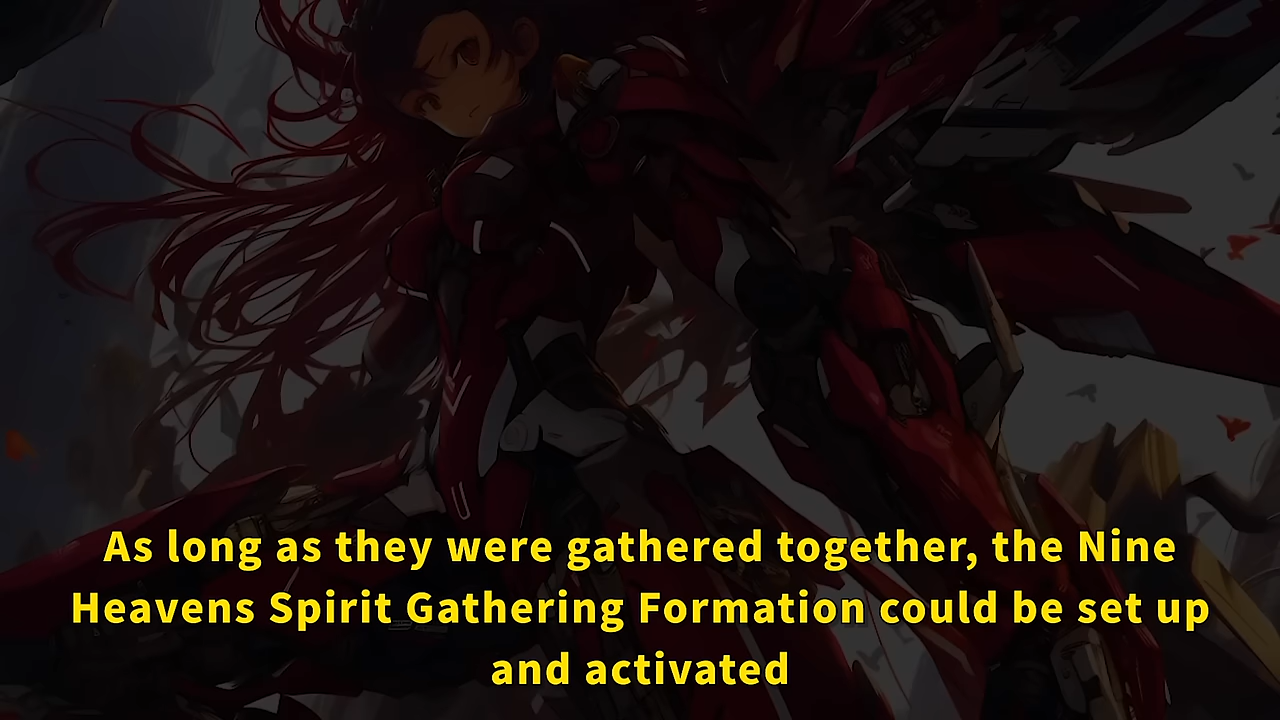 As long as they were gathered together, the Nine
Heavens Spirit Gathering Formation could be set up
and activated